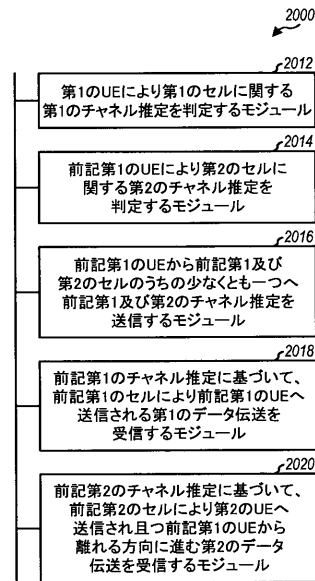 2000
2012
第1のUEにより第1のセルに関する
第1のチャネル推定を判定するモジュール
2014
前記第1のUEにより第2のセルに
関する第2のチャネル推定を
判定するモジュール
2016
前記第1のUEから前記第1及び
第2のセルのうちの少なくとも一つへ
前記第1及び第2のチャネル推定を
送信するモジュール
2018
前記第1のチャネル推定に基づいて、
前記第1のセルにより前記第1のUEへ
送信される第1のデータ伝送を
受信するモジュール
2020
前記第2のチャネル推定に基づいて、
前記第2のセルにより第2のUEへ
送信され且つ前記第1のUEから
離れる方向に進む第2のデータ
伝送を受信するモジュール